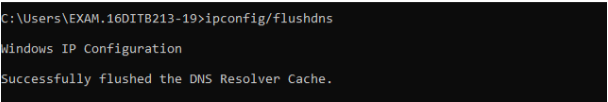 C:\Users\EXAM.16DITB213-19>ipconfig/flushdns
Windows IP Configuration
Successfully flushed the DNS Resolver Cache.